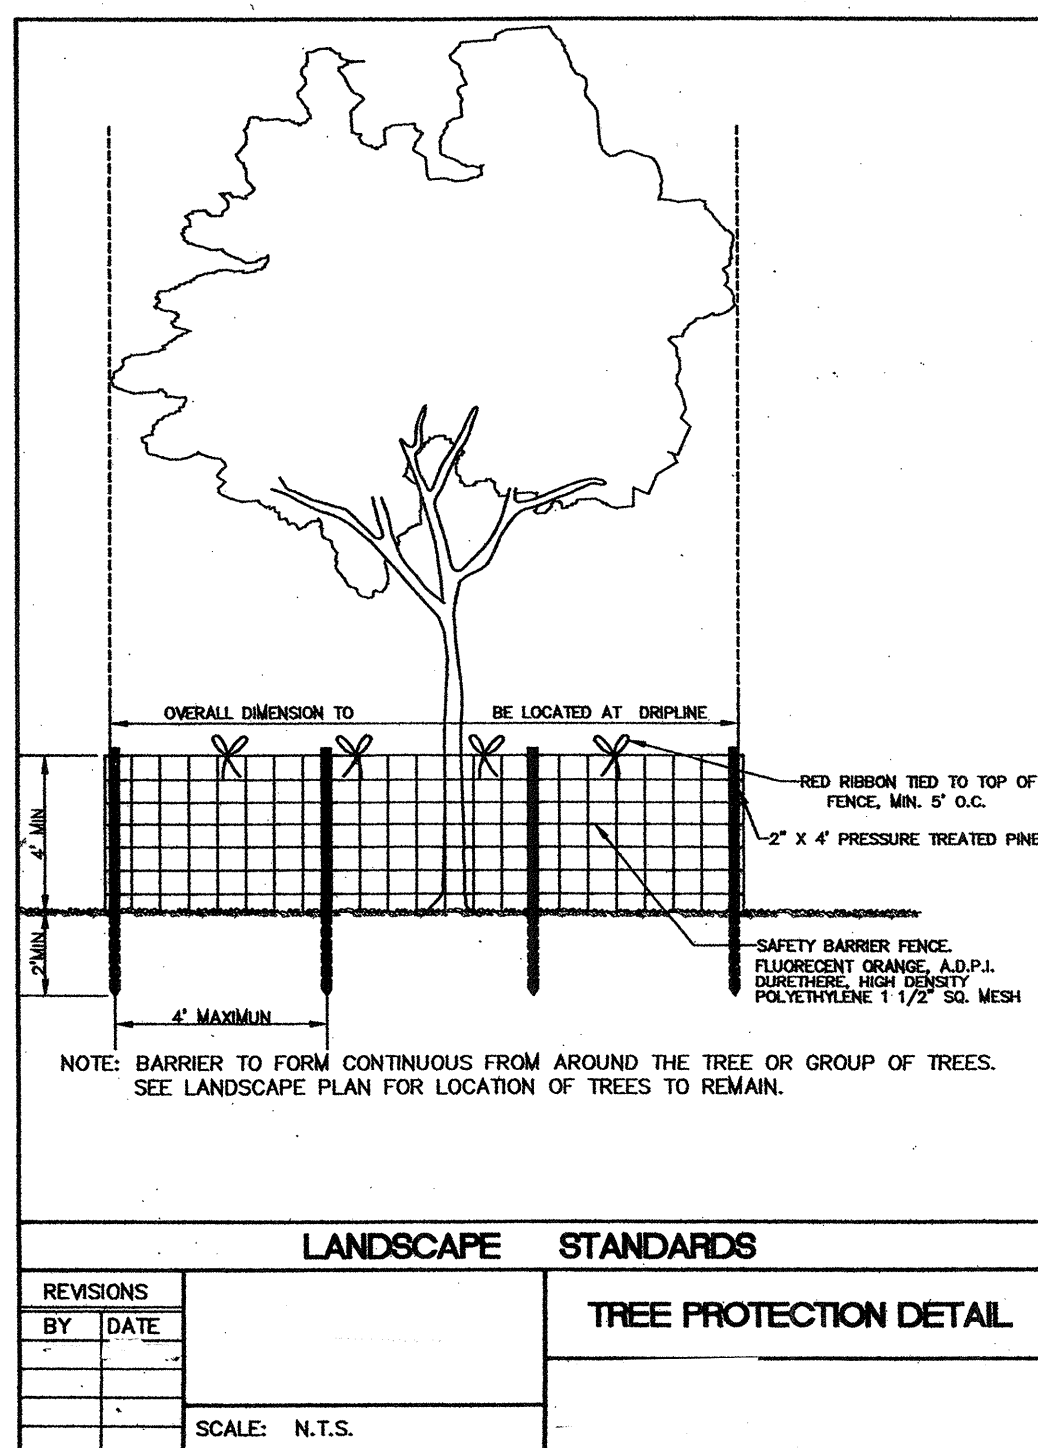 OVERALL DIMENSION TO BE LOCATED AT DRIPLINE
RED RIBBON TIED TO TOP OF
FENCE, MIN. 5' O.C.
2" X 4' PRESSURE TREATED PINE
4' MIN
2'MIN
SAFETY BARRIER FENCE.
FLUORECENT ORANGE, A.D.P.I.
DURETHERE, HIGH DENSITY
POLYETHYLENE 1 1/2" SQ. MESH
4' MAXIMUN
NOTE: BARRIER TO FORM CONTINUOUS FROM AROUND THE TREE OR GROUP OF TREES.
SEE LANDSCAPE PLAN FOR LOCATION OF TREES TO REMAIN.
LANDSCAPE STANDARDS
REVISIONS
BY DATE
TREE PROTECTION DETAIL
SCALE: N.T.S.